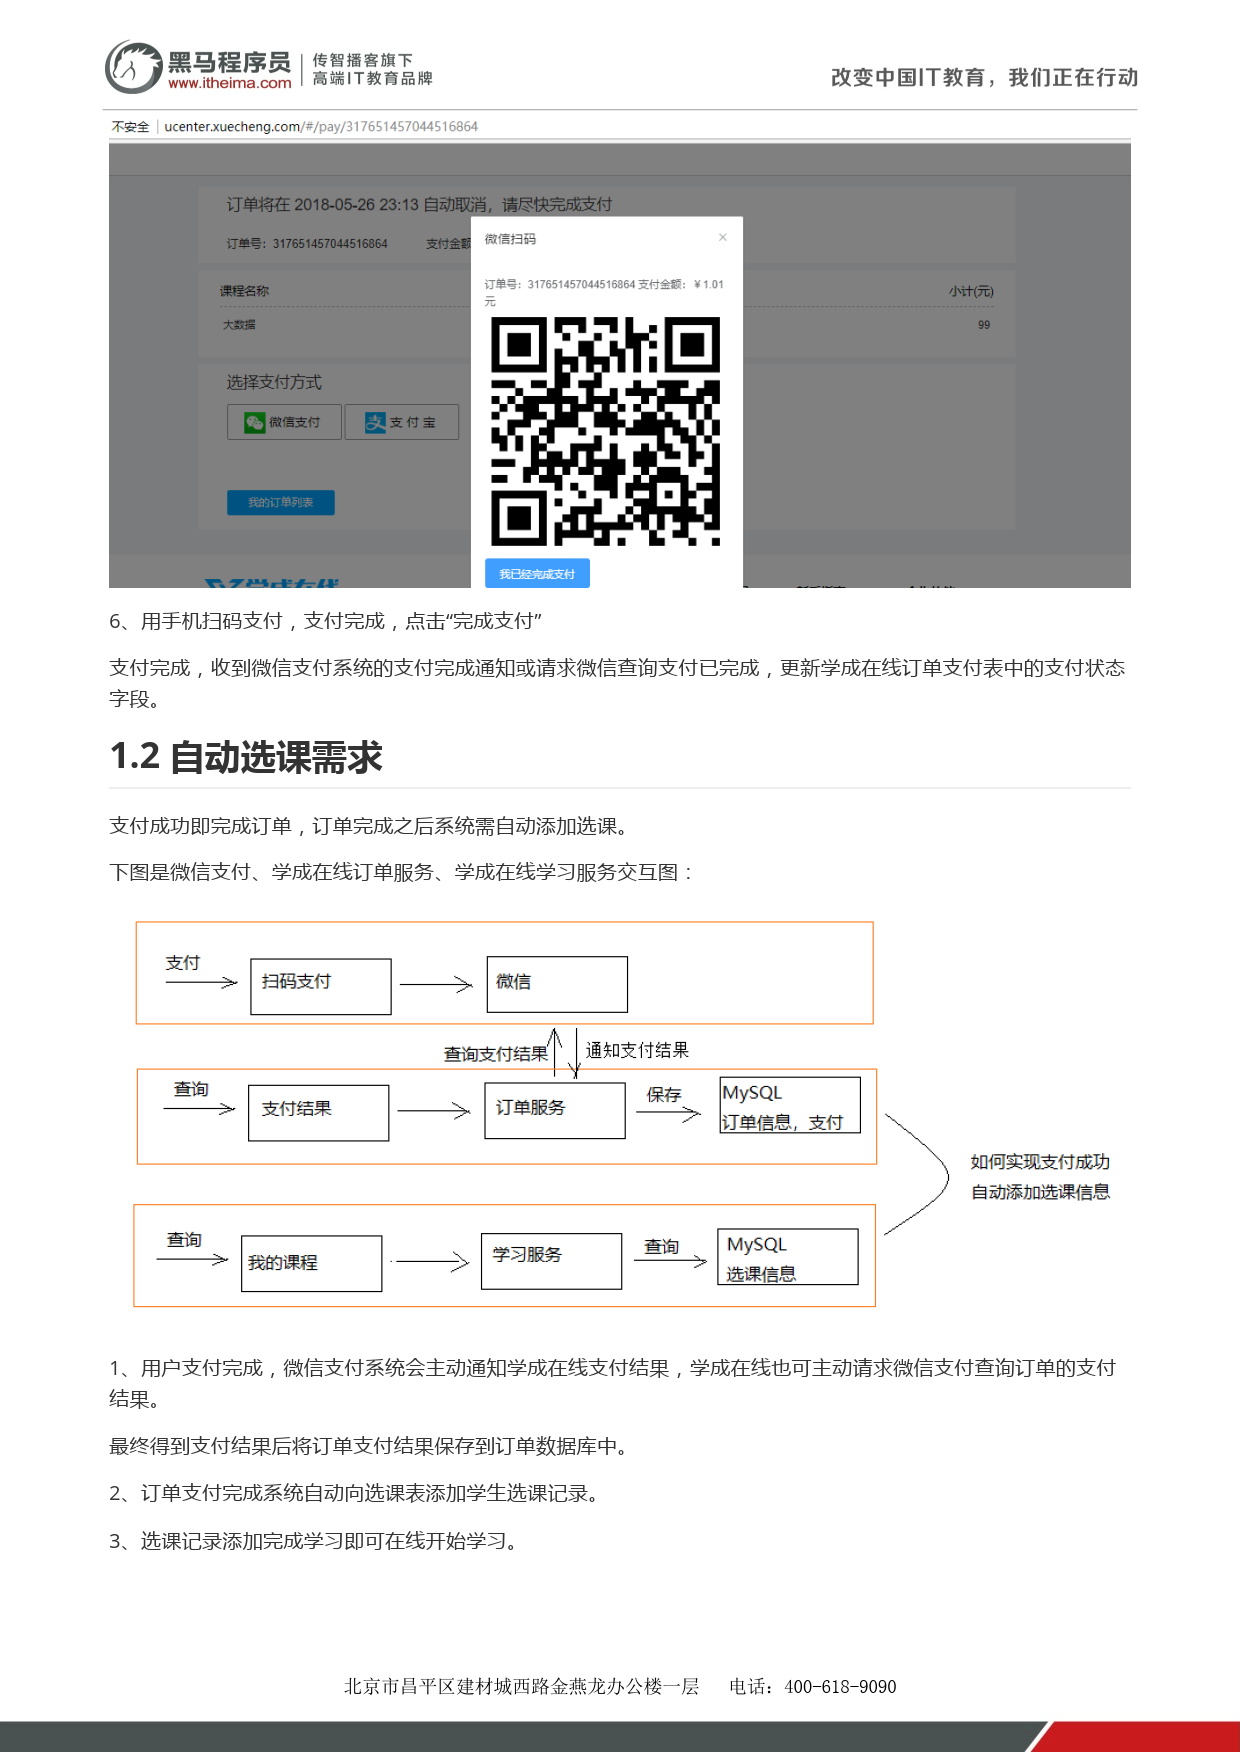 黑马程序员
www.itheima.com
传智播客旗下
高端IT教育品牌
改变中国IT教育，我们正在行动
不安全 | ucenter.xuecheng.com/#/pay/317651457044516864
订单将在 2018-05-26 23:13 自动取消，请尽快完成支付
订单号：317651457044516864 支付金额
微信扫码 ×
订单号：317651457044516864 支付金额：￥1.01
元
课程名称 小计(元)
大数据 99
选择支付方式
微信支付 支付宝
我的订单列表
我已经完成支付
学成在线
6、用手机扫码支付，支付完成，点击“完成支付”
支付完成，收到微信支付系统的支付完成通知或请求微信查询支付已完成，更新学成在线订单支付表中的支付状态
字段。
1.2 自动选课需求
支付成功即完成订单，订单完成之后系统需自动添加选课。
下图是微信支付、学成在线订单服务、学成在线学习服务交互图：
支付
扫码支付
微信
查询支付结果
通知支付结果
查询
支付结果
订单服务
保存
MySQL
订单信息，支付
如何实现支付成功
自动添加选课信息
查询
我的课程
学习服务
查询
MySQL
选课信息
1、用户支付完成，微信支付系统会主动通知学成在线支付结果，学成在线也可主动请求微信支付查询订单的支付
结果。
最终得到支付结果后将订单支付结果保存到订单数据库中。
2、订单支付完成系统自动向选课表添加学生选课记录。
3、选课记录添加完成学习即可在线开始学习。
北京市昌平区建材城西路金燕龙办公楼一层 电话：400-618-9090